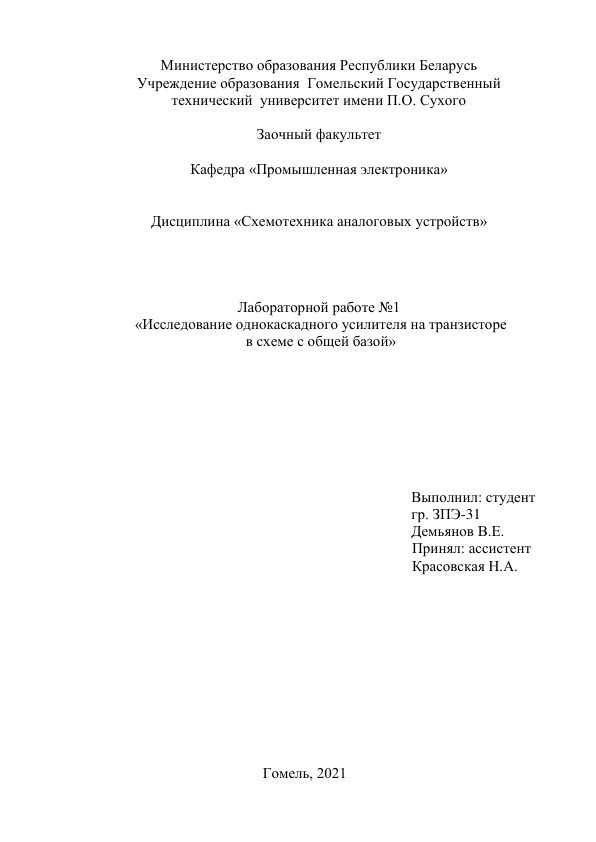 Министерство образования Республики Беларусь
Учреждение образования  Гомельский Государственный
технический  университет имени П.О. Сухого
Заочный факультет
Кафедра «Промышленная электроника»
Дисциплина «Схемотехника аналоговых устройств»
Лабораторной работе №1
«Исследование однокаскадного усилителя на транзисторе
в схеме с общей базой»
Выполнил: студент
гр. ЗПЭ-31
Демьянов В.Е.
Принял: ассистент
Красовская Н.А.
Гомель, 2021